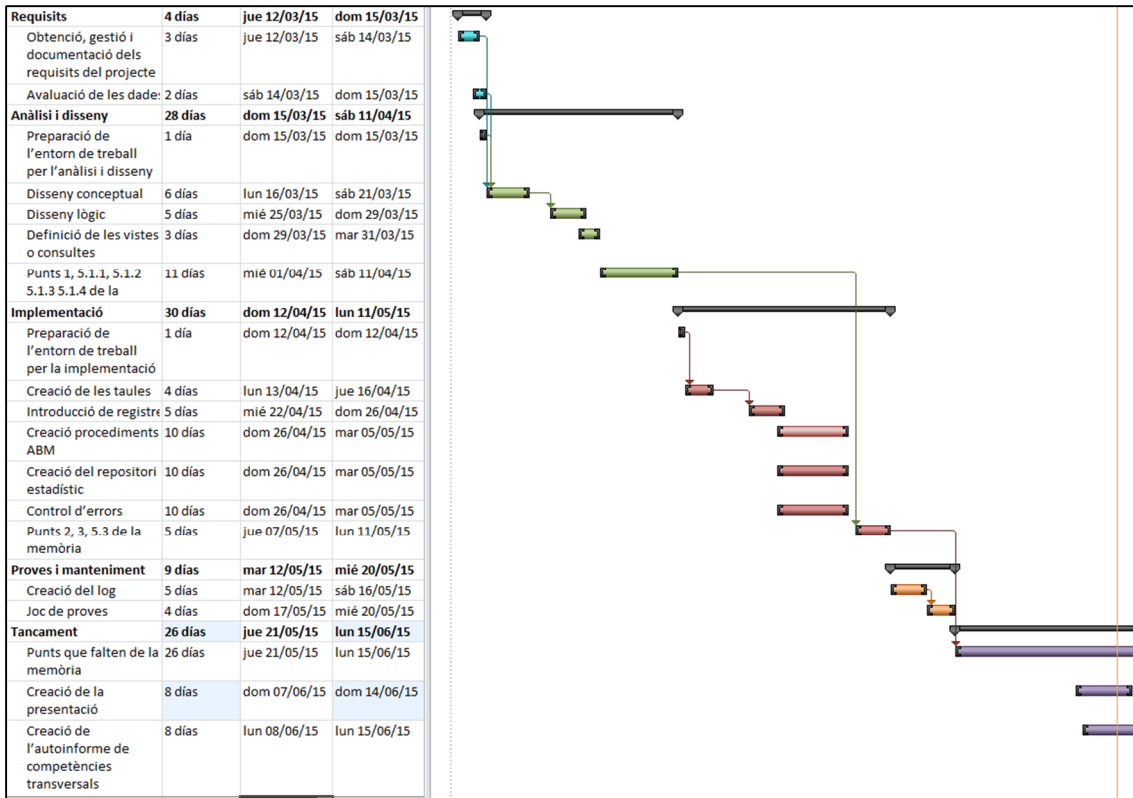 Requisits 4 días jue 12/03/15 dom 15/03/15
Obtenció, gestió i 3 días jue 12/03/15 sáb 14/03/15
documentació dels
requisits del projecte
Avaluació de les dades 2 días sáb 14/03/15 dom 15/03/15
Anàlisi i disseny 28 días dom 15/03/15 sáb 11/04/15
Preparació de 1 día dom 15/03/15 dom 15/03/15
l'entorn de treball
per l'anàlisi i disseny
Disseny conceptual 6 días lun 16/03/15 sáb 21/03/15
Disseny lògic 5 días mié 25/03/15 dom 29/03/15
Definició de les vistes 3 días dom 29/03/15 mar 31/03/15
o consultes
Punts 1, 5.1.1, 5.1.2 11 días mié 01/04/15 sáb 11/04/15
5.1.3 5.1.4 de la
Implementació 30 días dom 12/04/15 lun 11/05/15
Preparació de 1 día dom 12/04/15 dom 12/04/15
l'entorn de treball
per la implementació
Creació de les taules 4 días lun 13/04/15 jue 16/04/15
Introducció de registre 5 días mié 22/04/15 dom 26/04/15
Creació procediments 10 días dom 26/04/15 mar 05/05/15
ABM
Creació del repositori 10 días dom 26/04/15 mar 05/05/15
estadístic
Control d'errors 10 días dom 26/04/15 mar 05/05/15
Punts 2, 3, 5.3 de la 5 días jue 07/05/15 lun 11/05/15
memòria
Proves i manteniment 9 días mar 12/05/15 mié 20/05/15
Creació del log 5 días mar 12/05/15 sáb 16/05/15
Joc de proves 4 días dom 17/05/15 mié 20/05/15
Tancament 26 días jue 21/05/15 lun 15/06/15
Punts que falten de la 26 días jue 21/05/15 lun 15/06/15
memòria
Creació de la 8 días dom 07/06/15 dom 14/06/15
presentació
Creació de 8 días lun 08/06/15 lun 15/06/15
l'autoinforme de
competències
transversals